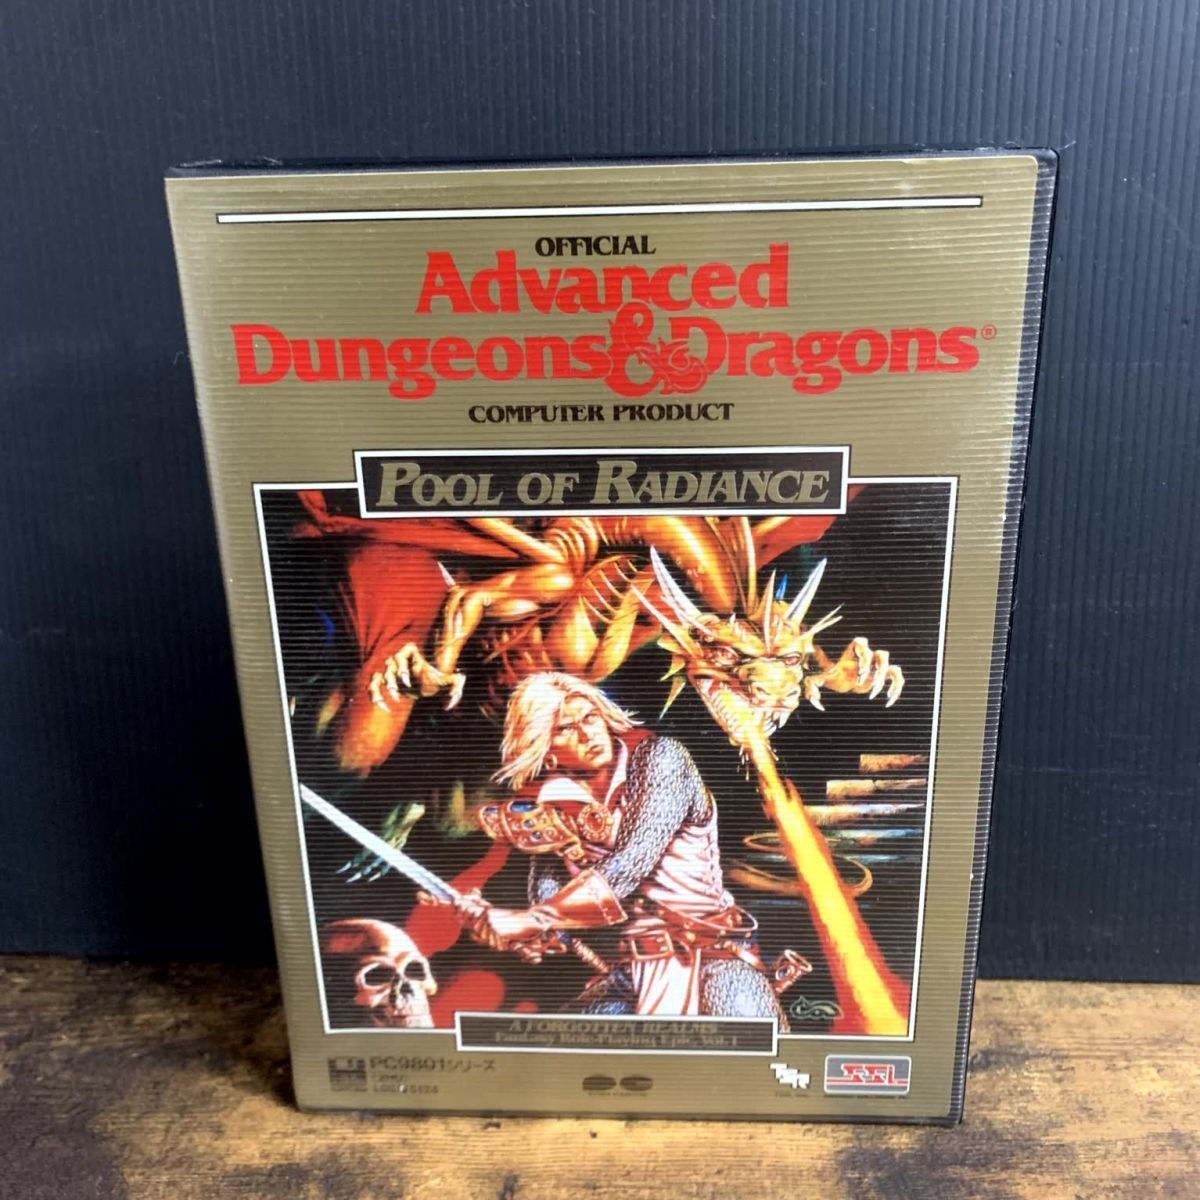 OFFICIAL
Advanced
Dungeons & Dragons®
COMPUTER PRODUCT
POOL OF RADIANCE
A FORGOTTEN REALMS
Fantasy Role-Playing Epic, Vol. I
PC9801シリーズ
TSR
SSI